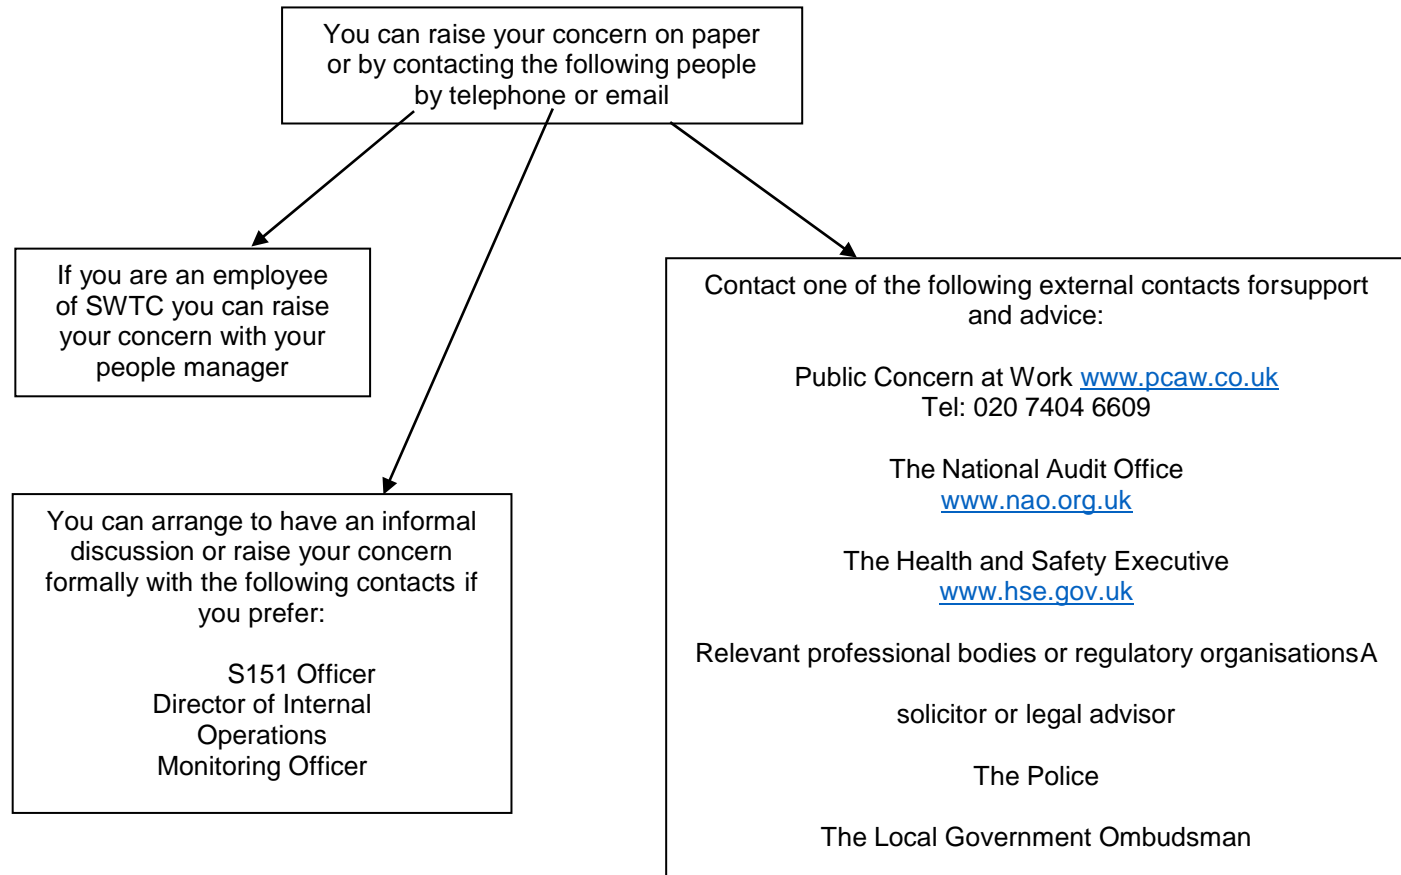 You can raise your concern on paper
or by contacting the following people
by telephone or email
If you are an employee
of SWTC you can raise
your concern with your
people manager
You can arrange to have an informal
discussion or raise your concern
formally with the following contacts if
you prefer:
S151 Officer
Director of Internal
Operations
Monitoring Officer
Contact one of the following external contacts forsupport
and advice:
Public Concern at Work www.pcaw.co.uk
Tel: 020 7404 6609
The National Audit Office
www.nao.org.uk
The Health and Safety Executive
www.hse.gov.uk
Relevant professional bodies or regulatory organisationsA
solicitor or legal advisor
The Police
The Local Government Ombudsman